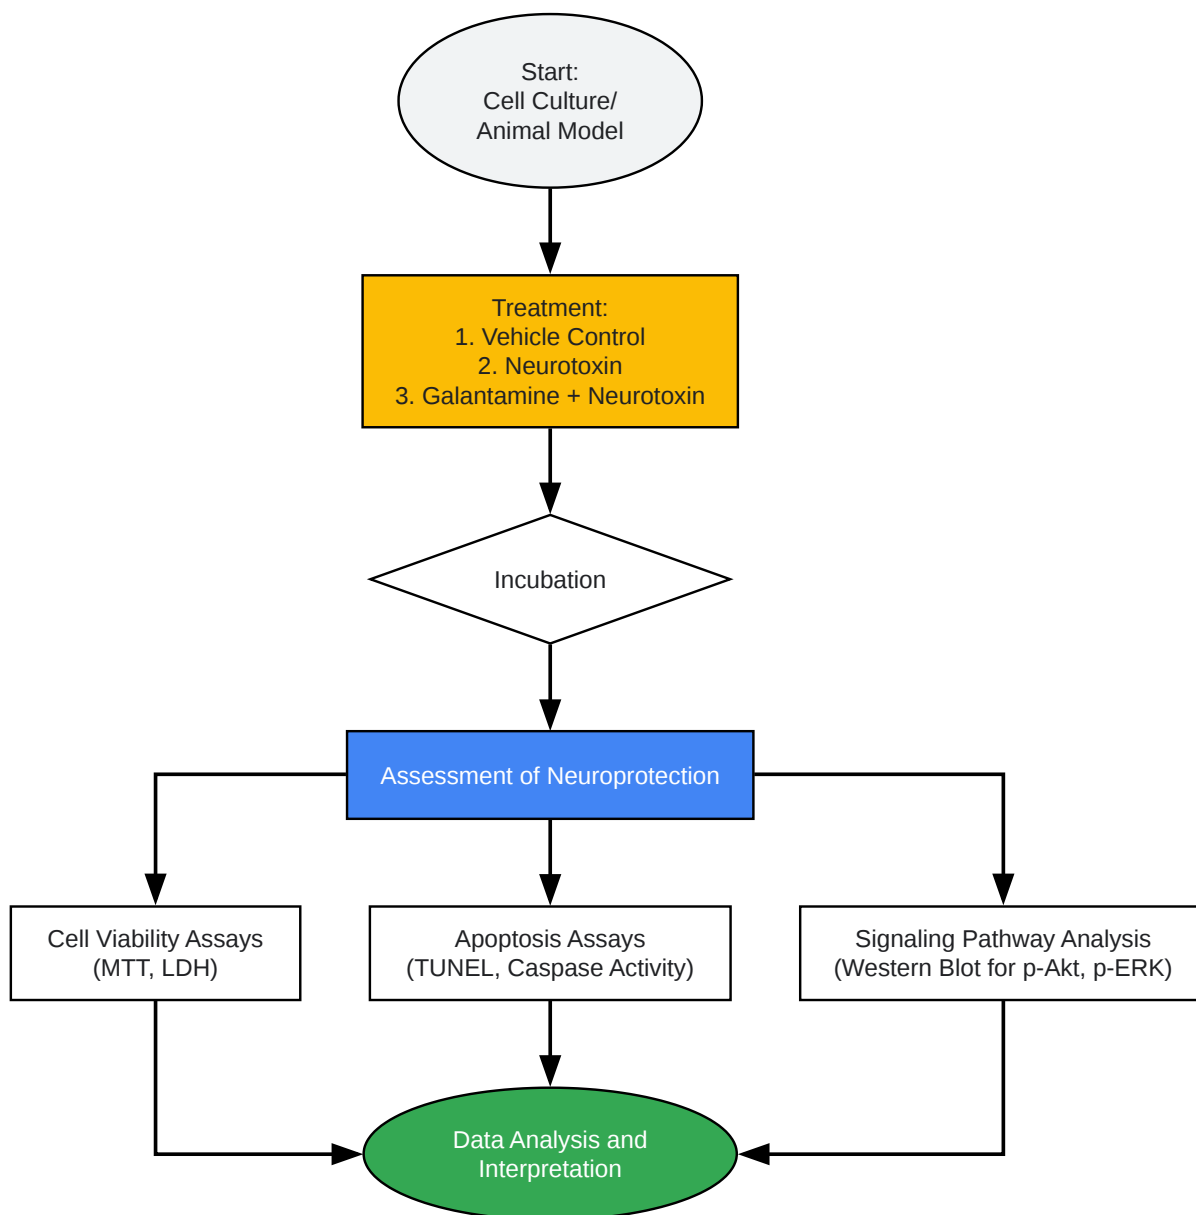 Start:
Cell Culture/
Animal Model
Treatment:
1. Vehicle Control
2. Neurotoxin
3. Galantamine + Neurotoxin
Incubation
Assessment of Neuroprotection
Cell Viability Assays
(MTT, LDH)
Apoptosis Assays
(TUNEL, Caspase Activity)
Signaling Pathway Analysis
(Western Blot for p-Akt, p-ERK)
Data Analysis and
Interpretation